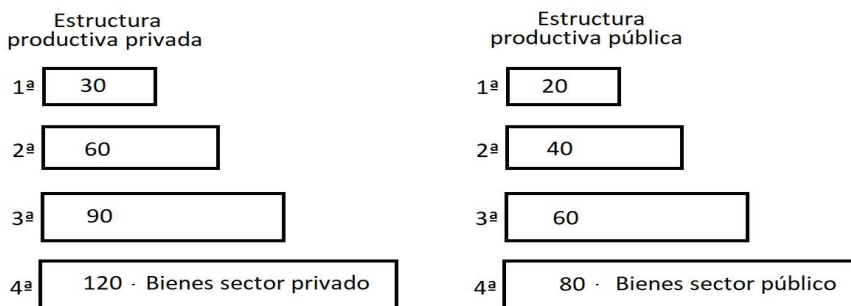 Estructura
productiva privada
1ª 30
2ª 60
3ª 90
4ª 120 - Bienes sector privado
Estructura
productiva pública
1ª 20
2ª 40
3ª 60
4ª 80 - Bienes sector público